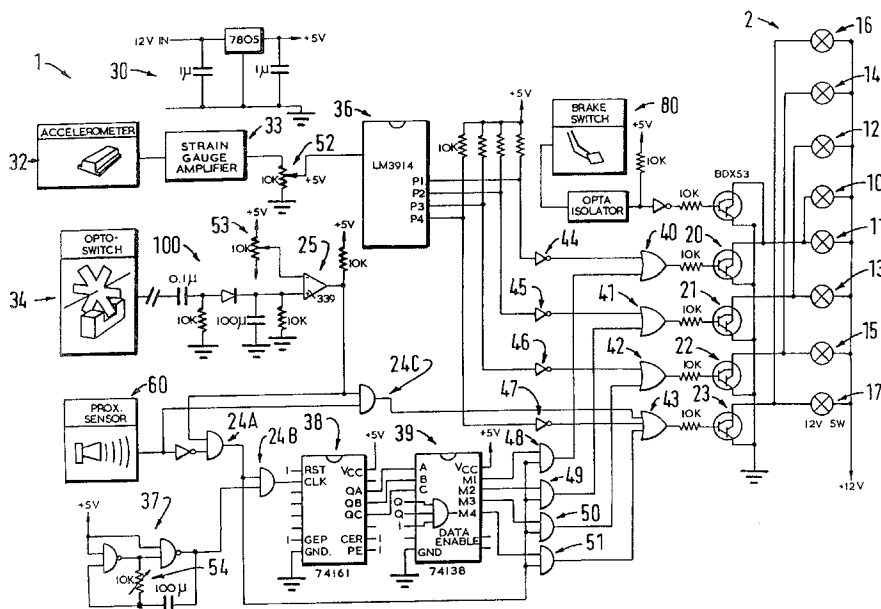 2
16
12V IN
7805
+5V
1
30
1µ
1µ
14
36
+5V
BRAKE
SWITCH
80
ACCELEROMETER
33
52
12
32
STRAIN
GAUGE
AMPLIFIER
10K
+5V
LM3914
10K
+5V
10K
BDX53
P1
P2
P3
P4
OPTA
ISOLATOR
10K
10
OPTO-
SWITCH
53
+5V
+5V
44
40
20
11
100
10K
25
10K
10K
34
0.1µ
339
45
41
21
13
10K
10K
100µ
10K
46
42
22
15
10K
60
24C
47
43
23
17
PROX.
SENSOR
24A
24B
38
39
48
10K
12V 5W
+5V
+5V
1
RST
CLK
VCC
QA
QB
QC
A
B
C
VCC
M1
M2
M3
M4
49
+12V
37
+5V
Q
Q
1
50
54
10K
100µ
1
GEP
GND.
CER
PE
1
1
DATA
ENABLE
GND
51
74161
74138